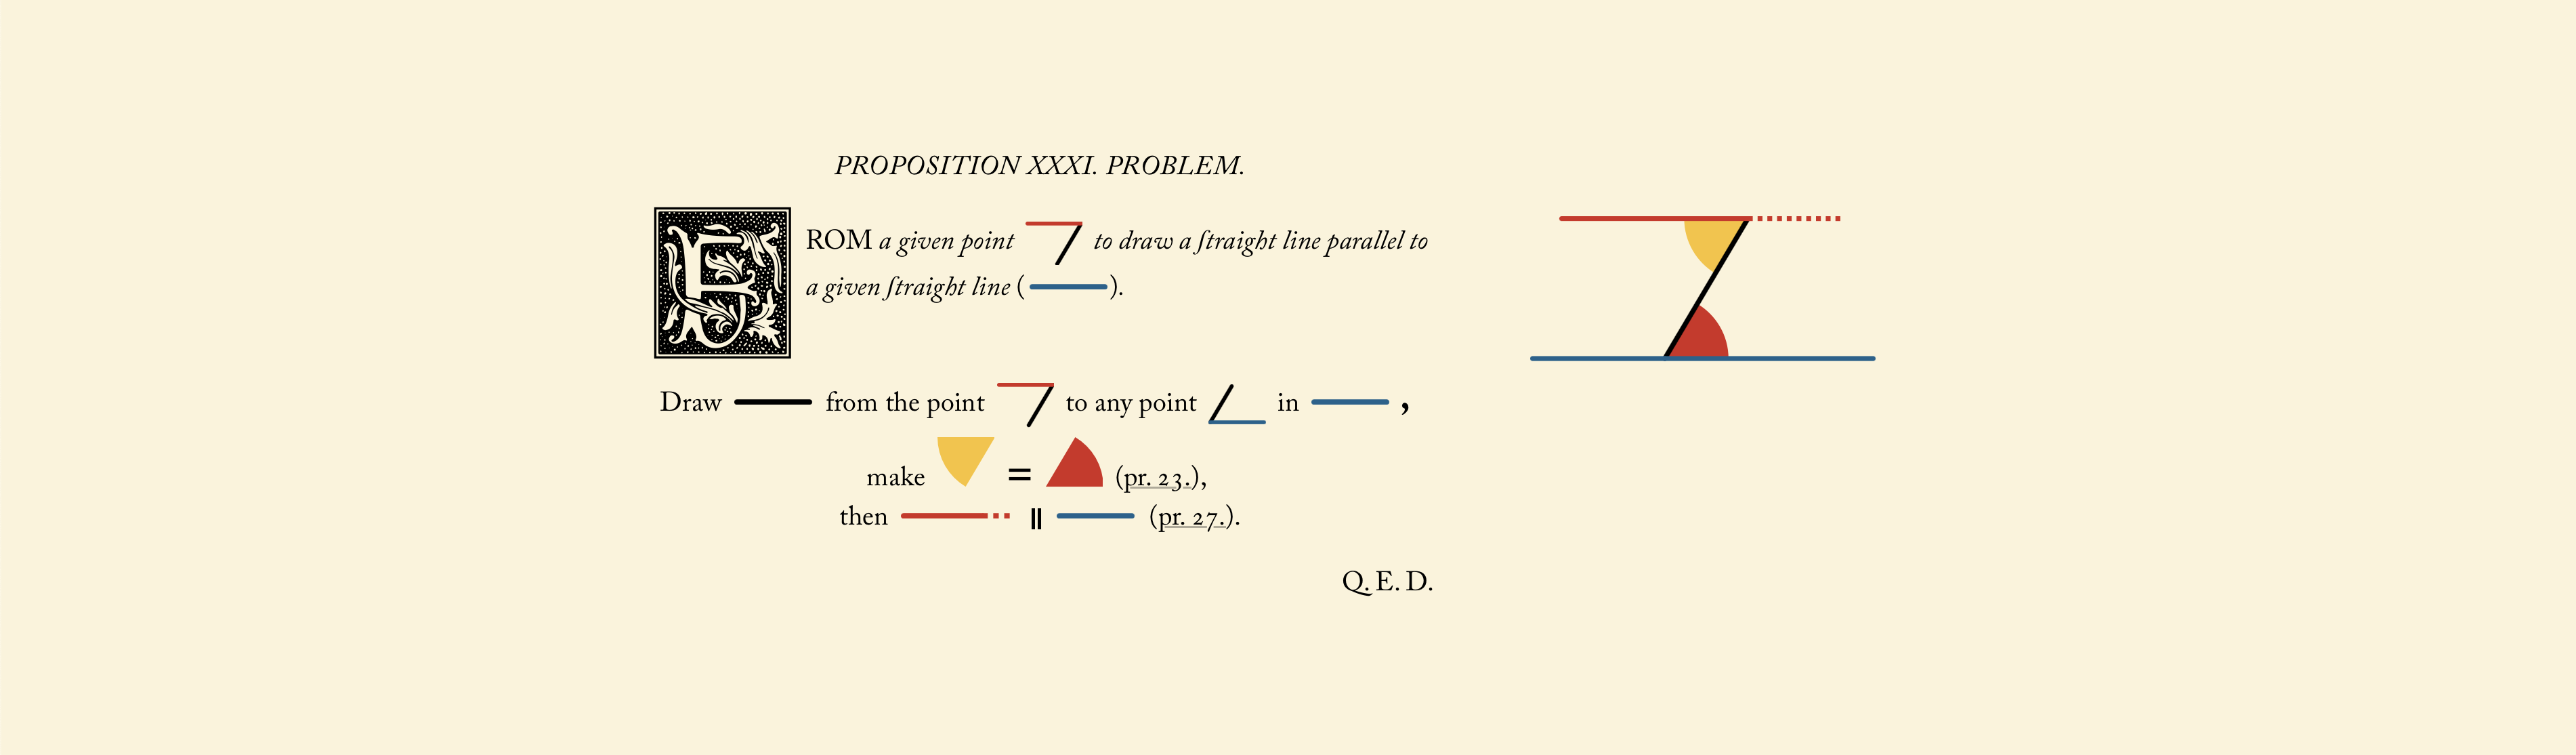 PROPOSITION XXXI. PROBLEM.
FROM a given point to draw a ſtraight line parallel to
a given ſtraight line ( ).
Draw from the point to any point in ,
make = (pr. 23.),
then ∥ (pr. 27.).
Q. E. D.